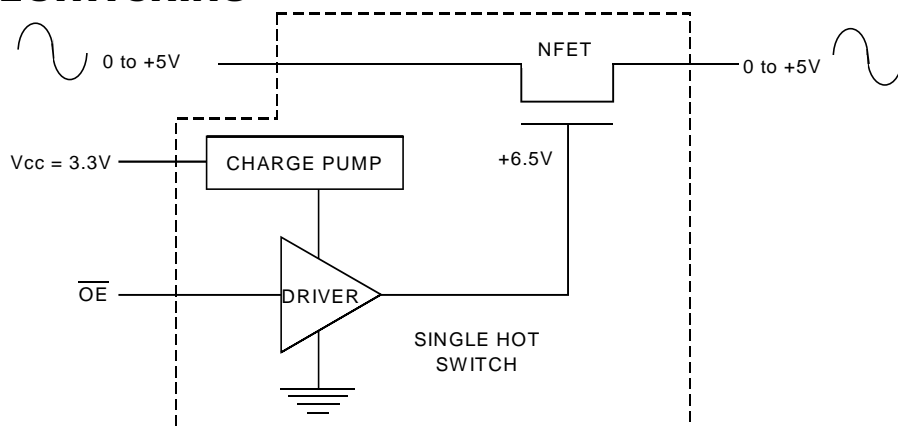 0 to +5V
NFET
0 to +5V
Vcc = 3.3V
CHARGE PUMP
+6.5V
OE
DRIVER
SINGLE HOT
SWITCH